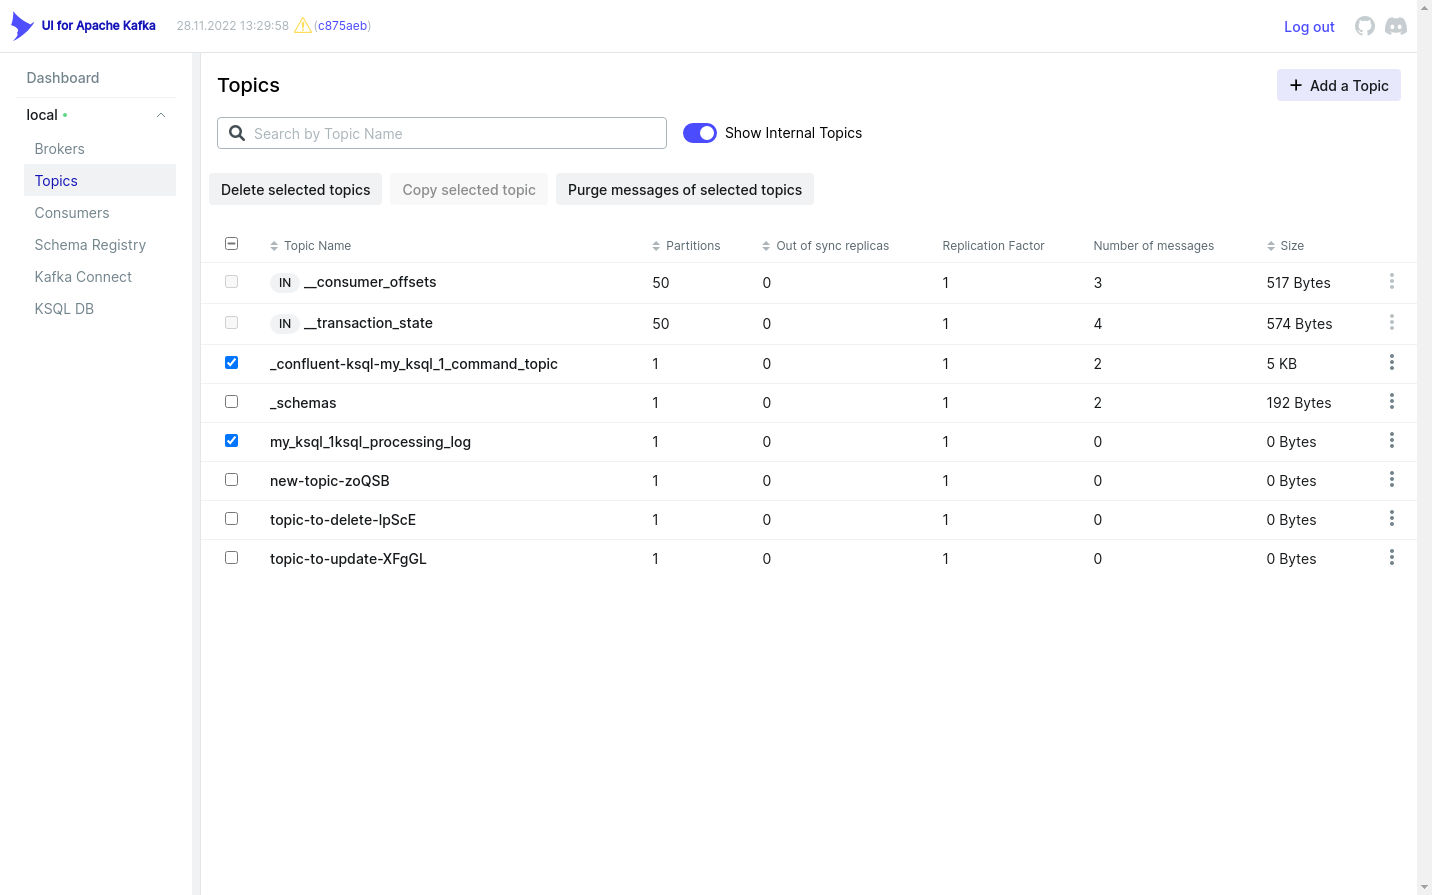 UI for Apache Kafka 28.11.2022 13:29:58 (c875aeb) Log out
Dashboard
local
Brokers
Topics
Consumers
Schema Registry
Kafka Connect
KSQL DB
Topics
Add a Topic
Search by Topic Name
Show Internal Topics
Delete selected topics Copy selected topic Purge messages of selected topics
Topic Name Partitions Out of sync replicas Replication Factor Number of messages Size
IN __consumer_offsets 50 0 1 3 517 Bytes
IN __transaction_state 50 0 1 4 574 Bytes
_confluent-ksql-my_ksql_1_command_topic 1 0 1 2 5 KB
_schemas 1 0 1 2 192 Bytes
my_ksql_1ksql_processing_log 1 0 1 0 0 Bytes
new-topic-zoQSB 1 0 1 0 0 Bytes
topic-to-delete-lpScE 1 0 1 0 0 Bytes
topic-to-update-XFgGL 1 0 1 0 0 Bytes